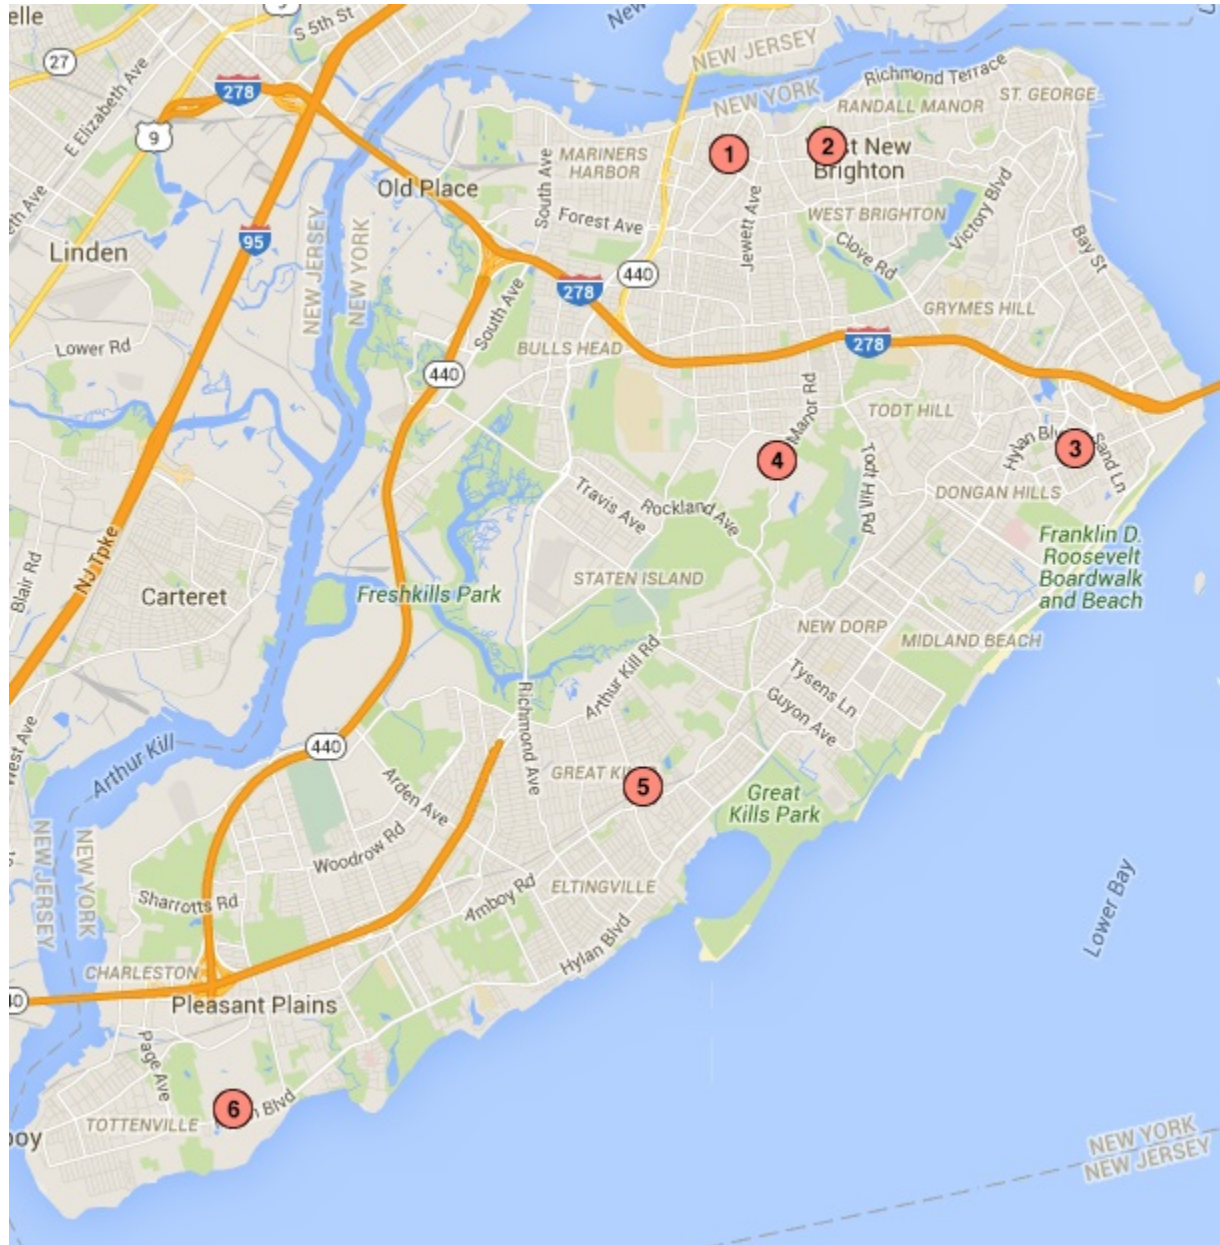 elle
9
S 5th St
New
NEW JERSEY
NEW YORK
27
E Elizabeth Ave
278
9
Richmond Terrace
ST. GEORGE
RANDALL MANOR
1
2
st New
Brighton
MARINERS
HARBOR
Old Place
South Ave
Forest Ave
Jewett Ave
WEST BRIGHTON
Victory Blvd
Clove Rd
Bay St
eth Ave
Linden
95
NEW JERSEY
NEW YORK
440
278
South Ave
GRYMES HILL
278
BULLS HEAD
Lower Rd
440
Manor Rd
TODT HILL
4
Hylan Blv
3
Sand Ln
Todt Hill Rd
DONGAN HILLS
Travis Ave
Rockland Ave
NJ Tpke
Blair Rd
Carteret
Freshkills Park
STATEN ISLAND
Franklin D.
Roosevelt
Boardwalk
and Beach
NEW DORP
MIDLAND BEACH
Arthur Kill Rd
Tysens Ln
Guyon Ave
Richmond Ave
West Ave
Arthur Kill
440
Arden Ave
GREAT KI
5
Great
Kills Park
Woodrow Rd
NEW JERSEY
NEW YORK
Sharrotts Rd
Amboy Rd
ELTINGVILLE
Hylan Blvd
Lower Bay
CHARLESTON
40
Pleasant Plains
Page Ave
6
n Blvd
TOTTENVILLE
boy
NEW YORK
NEW JERSEY